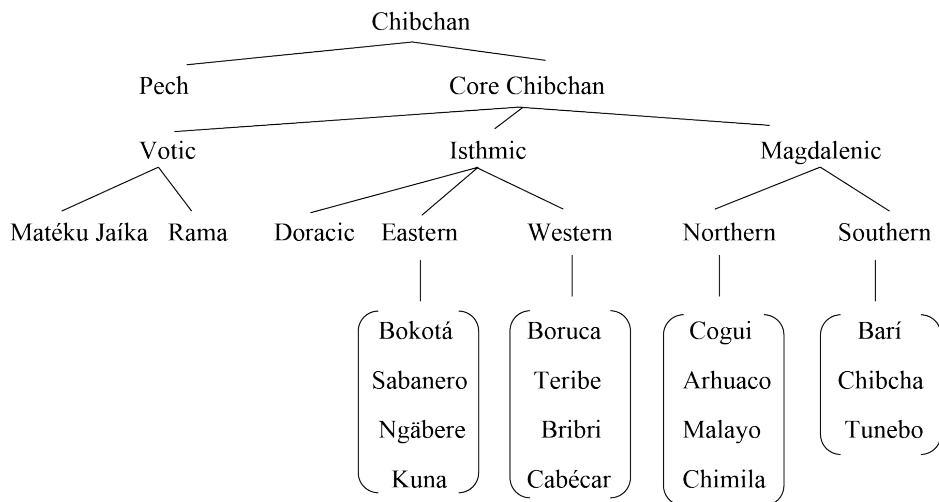 Chibchan
Pech Core Chibchan
Votic Isthmic Magdalenic
Matéku Jaíka Rama Doracic Eastern Western Northern Southern
Bokotá Boruca Cogui Barí
Sabanero Teribe Arhuaco Chibcha
Ngäbere Bribri Malayo Tunebo
Kuna Cabécar Chimila